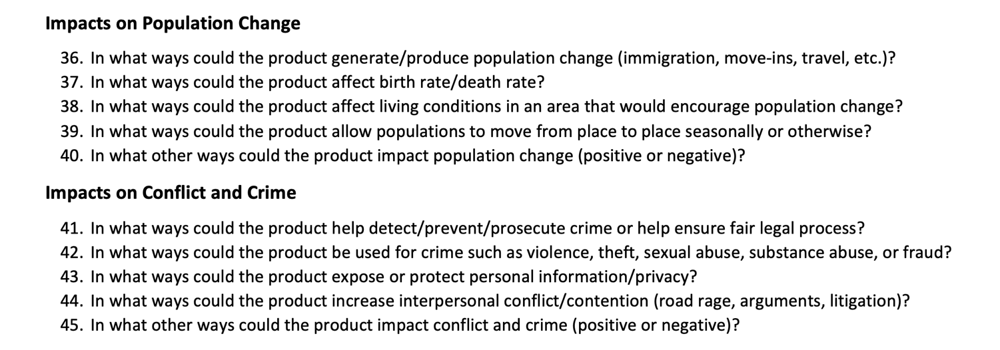 Impacts on Population Change
36. In what ways could the product generate/produce population change (immigration, move-ins, travel, etc.)?
37. In what ways could the product affect birth rate/death rate?
38. In what ways could the product affect living conditions in an area that would encourage population change?
39. In what ways could the product allow populations to move from place to place seasonally or otherwise?
40. In what other ways could the product impact population change (positive or negative)?
Impacts on Conflict and Crime
41. In what ways could the product help detect/prevent/prosecute crime or help ensure fair legal process?
42. In what ways could the product be used for crime such as violence, theft, sexual abuse, substance abuse, or fraud?
43. In what ways could the product expose or protect personal information/privacy?
44. In what ways could the product increase interpersonal conflict/contention (road rage, arguments, litigation)?
45. In what other ways could the product impact conflict and crime (positive or negative)?